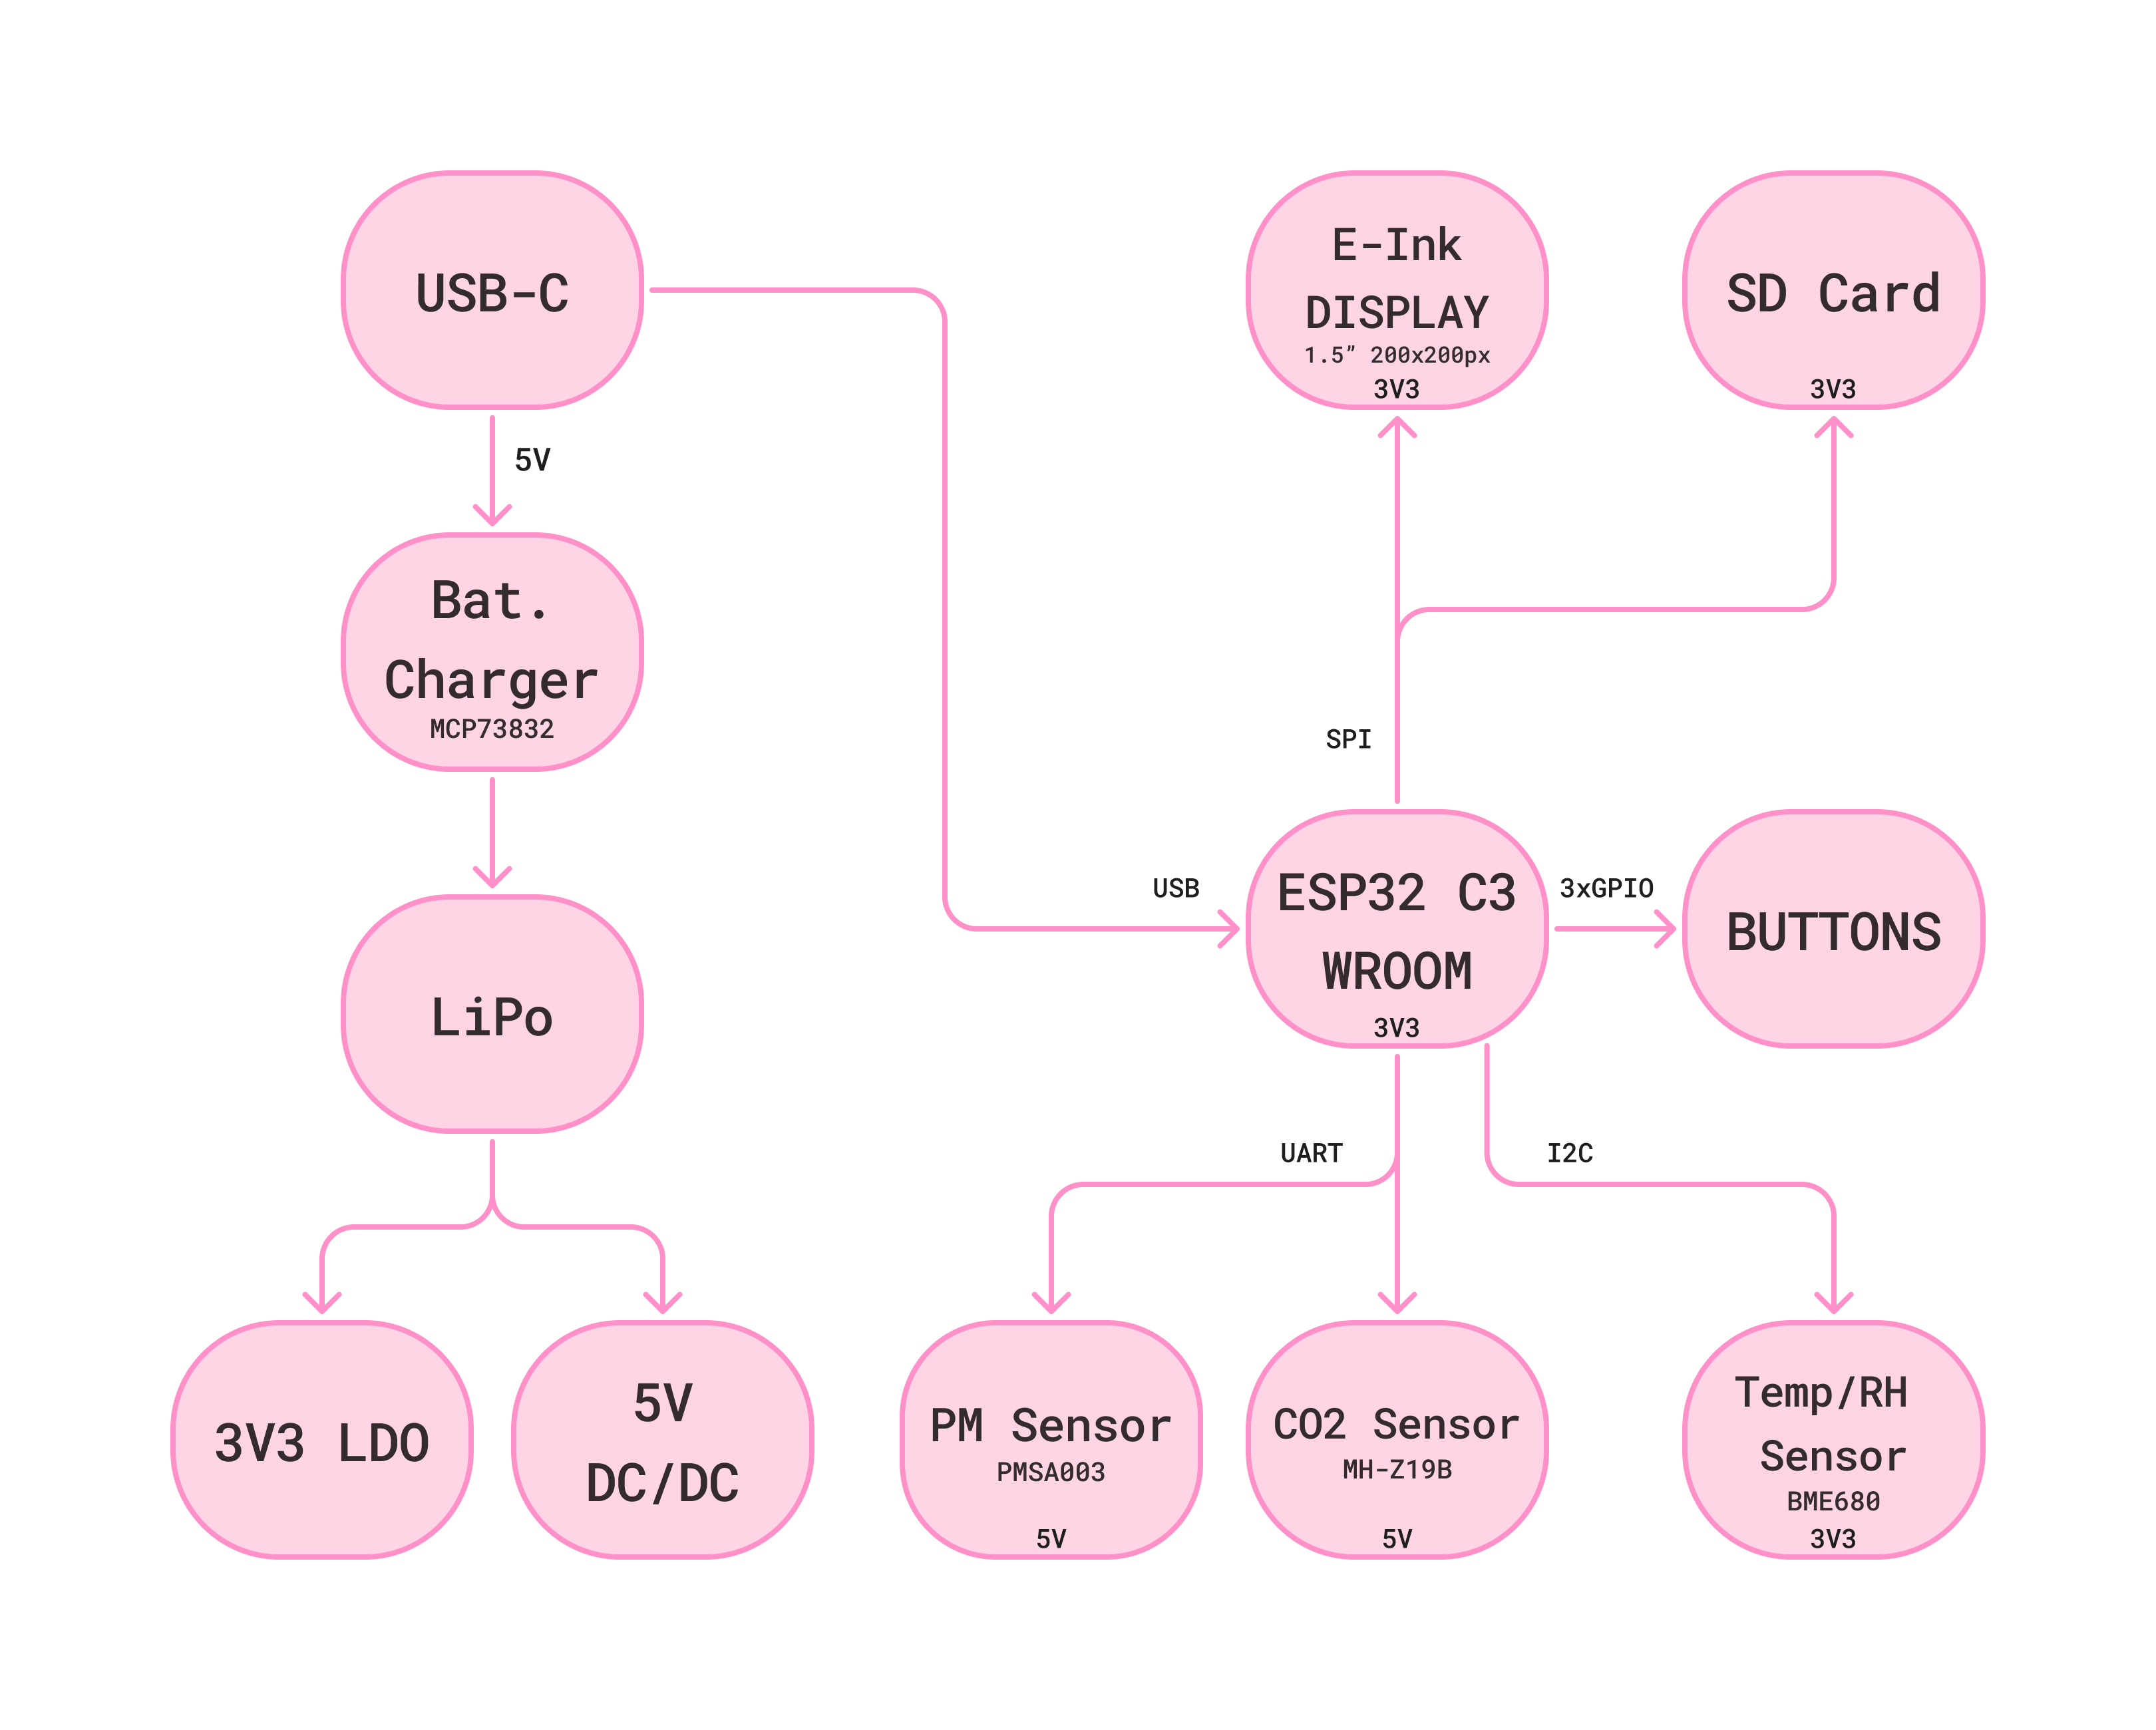 USB-C
5V
Bat.
Charger
MCP73832
LiPo
3V3 LDO
5V
DC/DC
E-Ink
DISPLAY
1.5” 200x200px
3V3
SD Card
3V3
SPI
USB
ESP32 C3
WROOM
3V3
3xGPIO
BUTTONS
UART
I2C
PM Sensor
PMSA003
5V
CO2 Sensor
MH-Z19B
5V
Temp/RH
Sensor
BME680
3V3